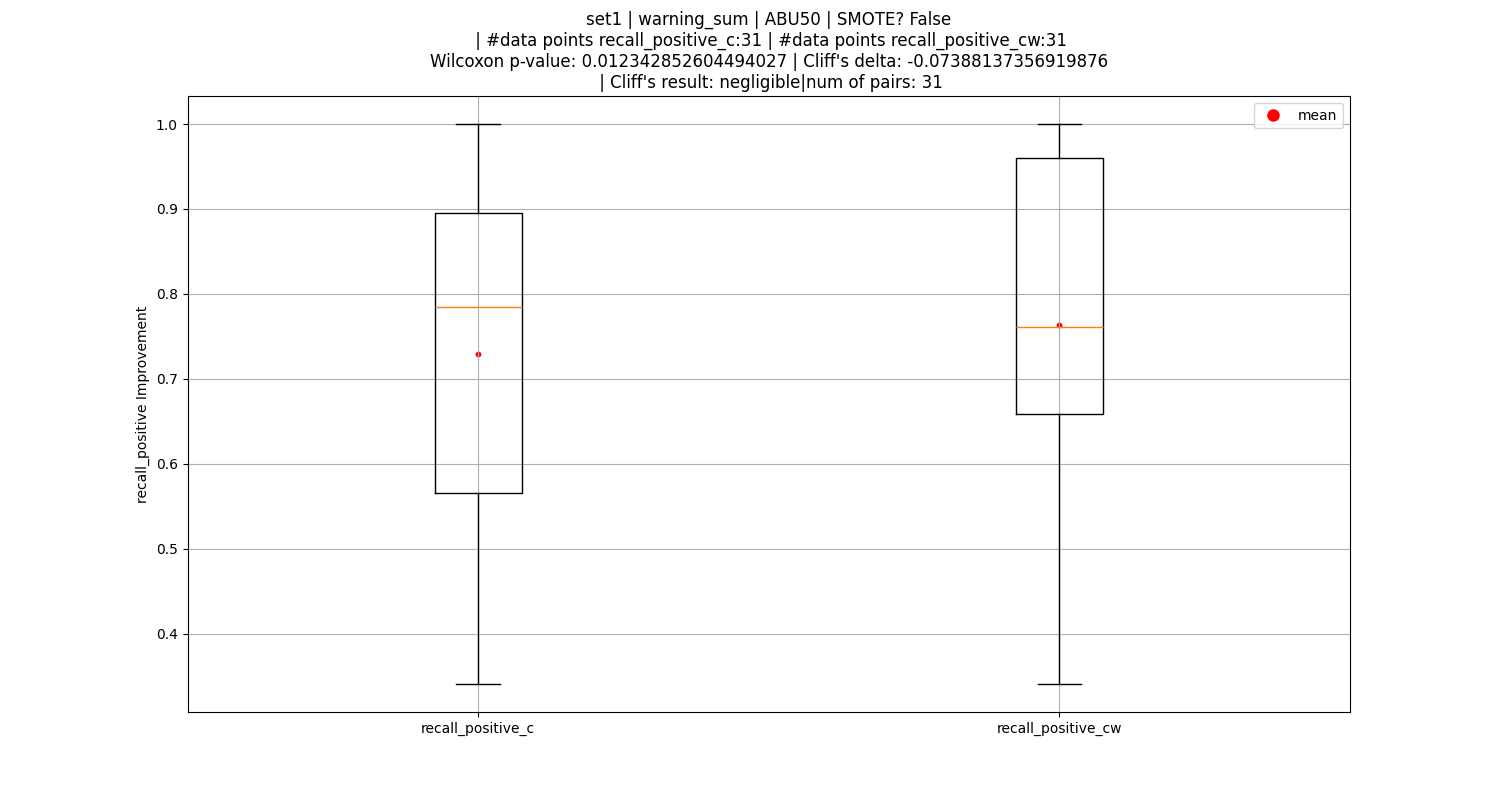 set1 | warning_sum | ABU50 | SMOTE? False
| #data points recall_positive_c:31 | #data points recall_positive_cw:31
Wilcoxon p-value: 0.012342852604494027 | Cliff's delta: -0.07388137356919876
| Cliff's result: negligible|num of pairs: 31
mean
1.0
0.9
0.8
0.7
0.6
0.5
0.4
recall_positive Improvement
recall_positive_c
recall_positive_cw